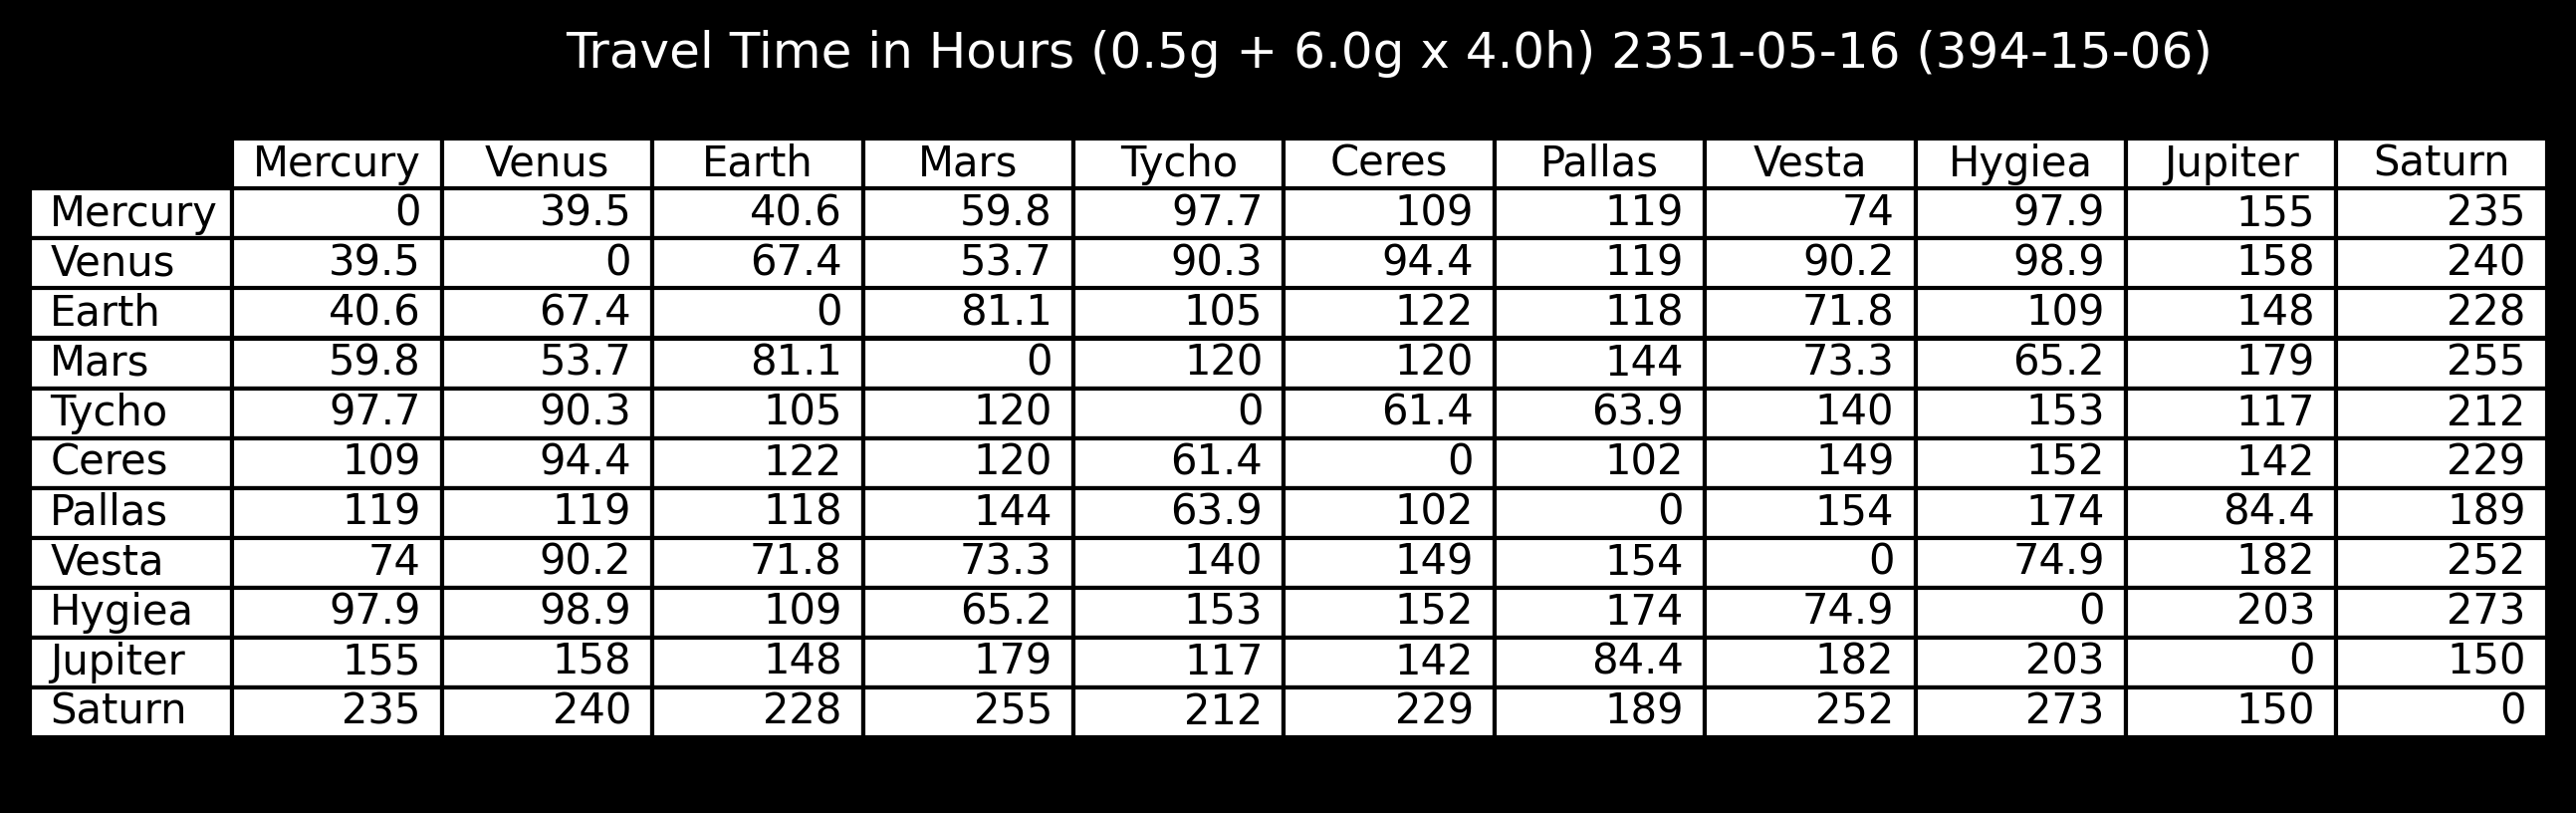 Travel Time in Hours (0.5g + 6.0g x 4.0h) 2351-05-16 (394-15-06)
Mercury Venus Earth Mars Tycho Ceres Pallas Vesta Hygiea Jupiter Saturn
Mercury 0 39.5 40.6 59.8 97.7 109 119 74 97.9 155 235
Venus 39.5 0 67.4 53.7 90.3 94.4 119 90.2 98.9 158 240
Earth 40.6 67.4 0 81.1 105 122 118 71.8 109 148 228
Mars 59.8 53.7 81.1 0 120 120 144 73.3 65.2 179 255
Tycho 97.7 90.3 105 120 0 61.4 63.9 140 153 117 212
Ceres 109 94.4 122 120 61.4 0 102 149 152 142 229
Pallas 119 119 118 144 63.9 102 0 154 174 84.4 189
Vesta 74 90.2 71.8 73.3 140 149 154 0 74.9 182 252
Hygiea 97.9 98.9 109 65.2 153 152 174 74.9 0 203 273
Jupiter 155 158 148 179 117 142 84.4 182 203 0 150
Saturn 235 240 228 255 212 229 189 252 273 150 0